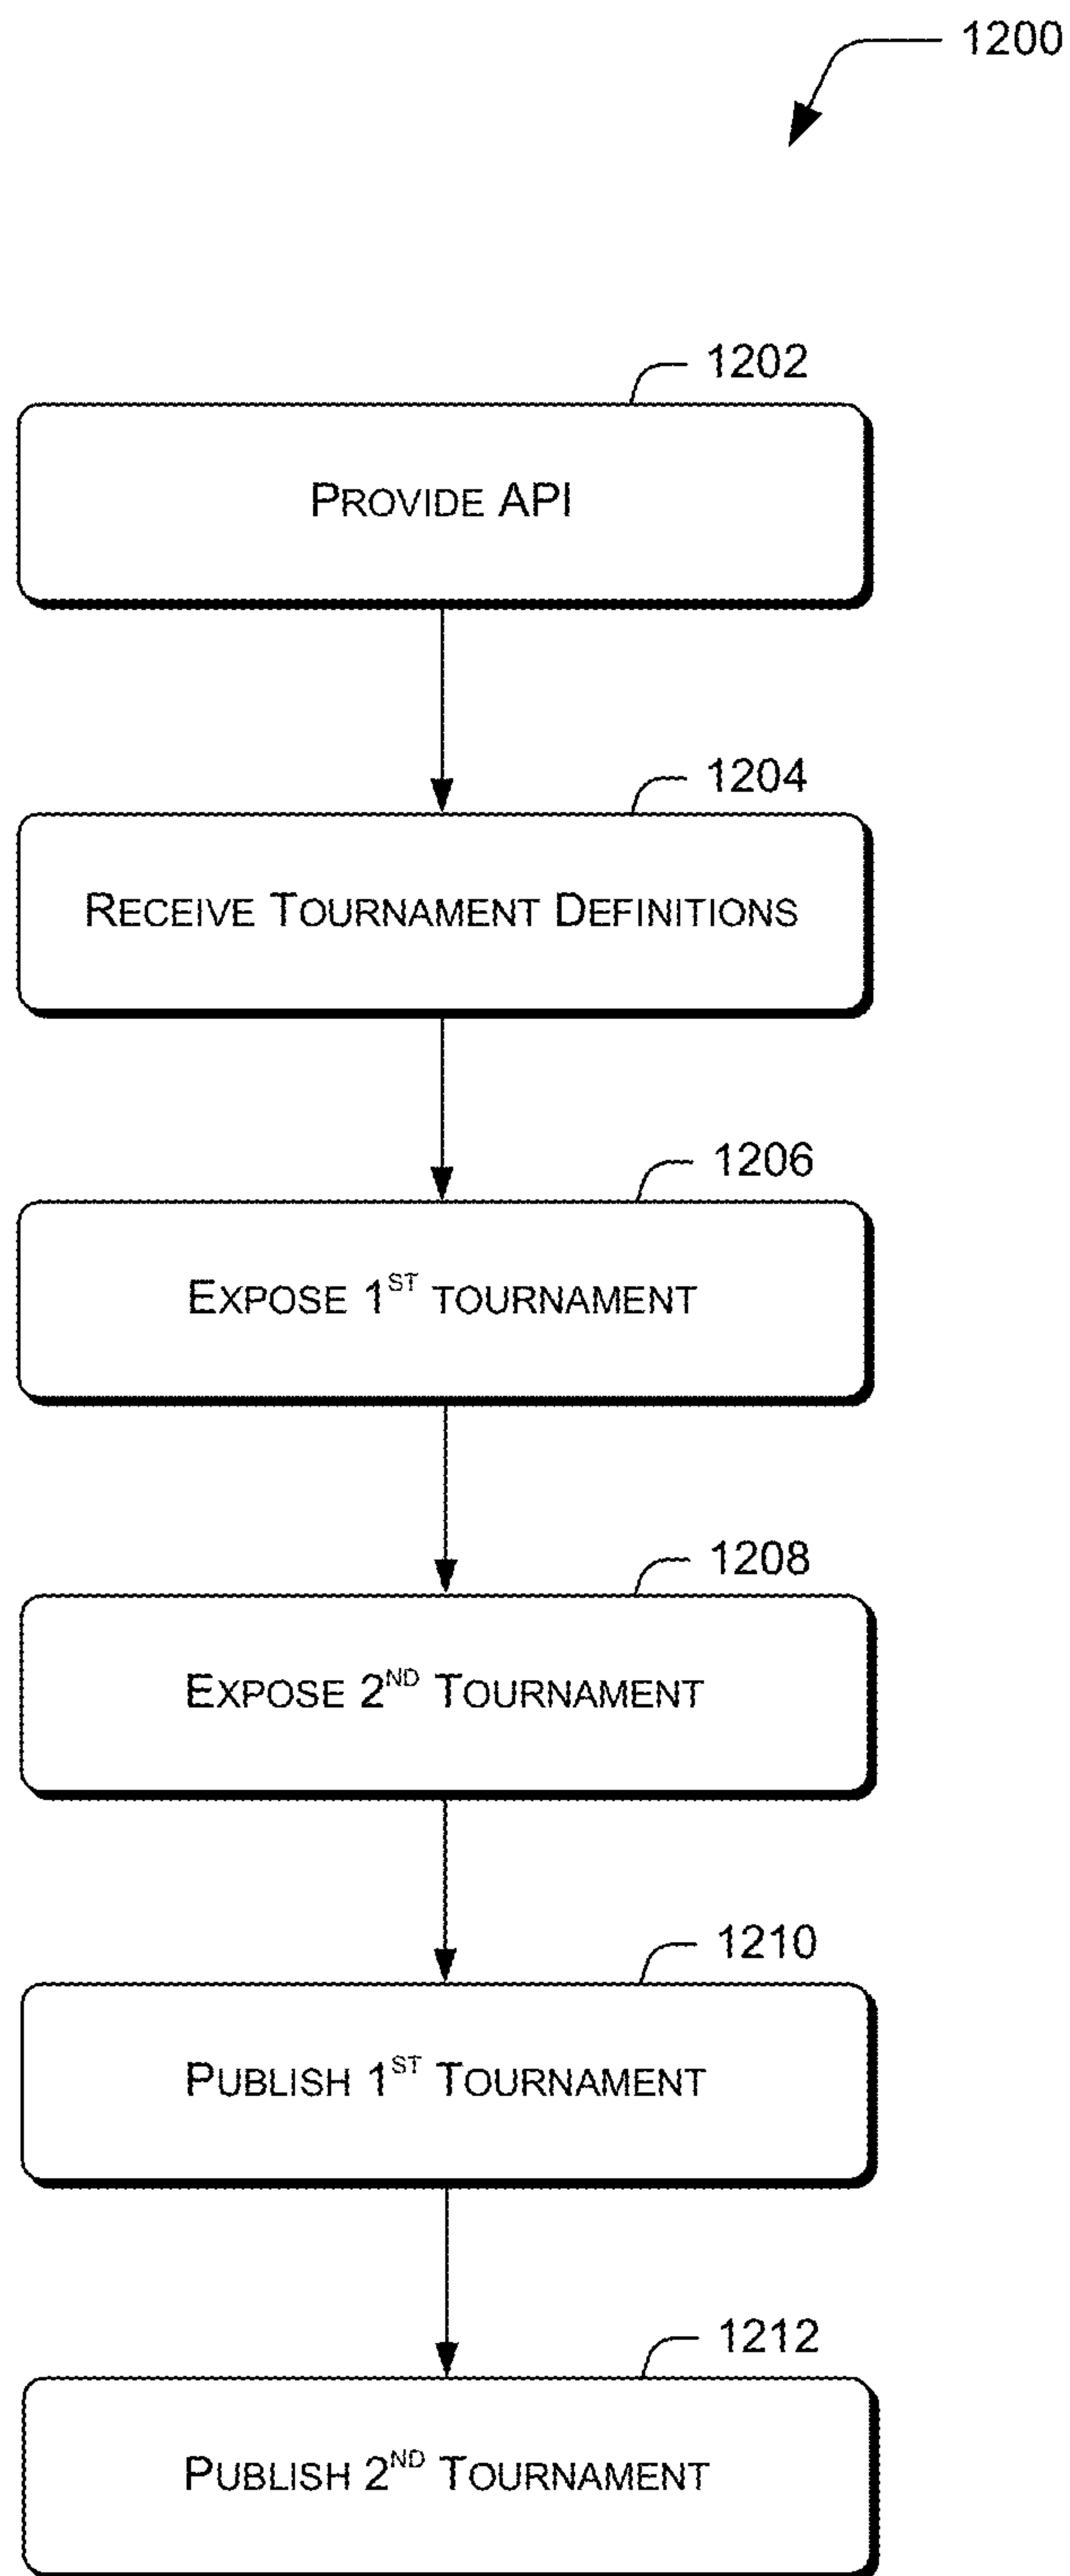 1200
1202
PROVIDE API
1204
RECEIVE TOURNAMENT DEFINITIONS
1206
EXPOSE 1ST TOURNAMENT
1208
EXPOSE 2ND TOURNAMENT
1210
PUBLISH 1ST TOURNAMENT
1212
PUBLISH 2ND TOURNAMENT